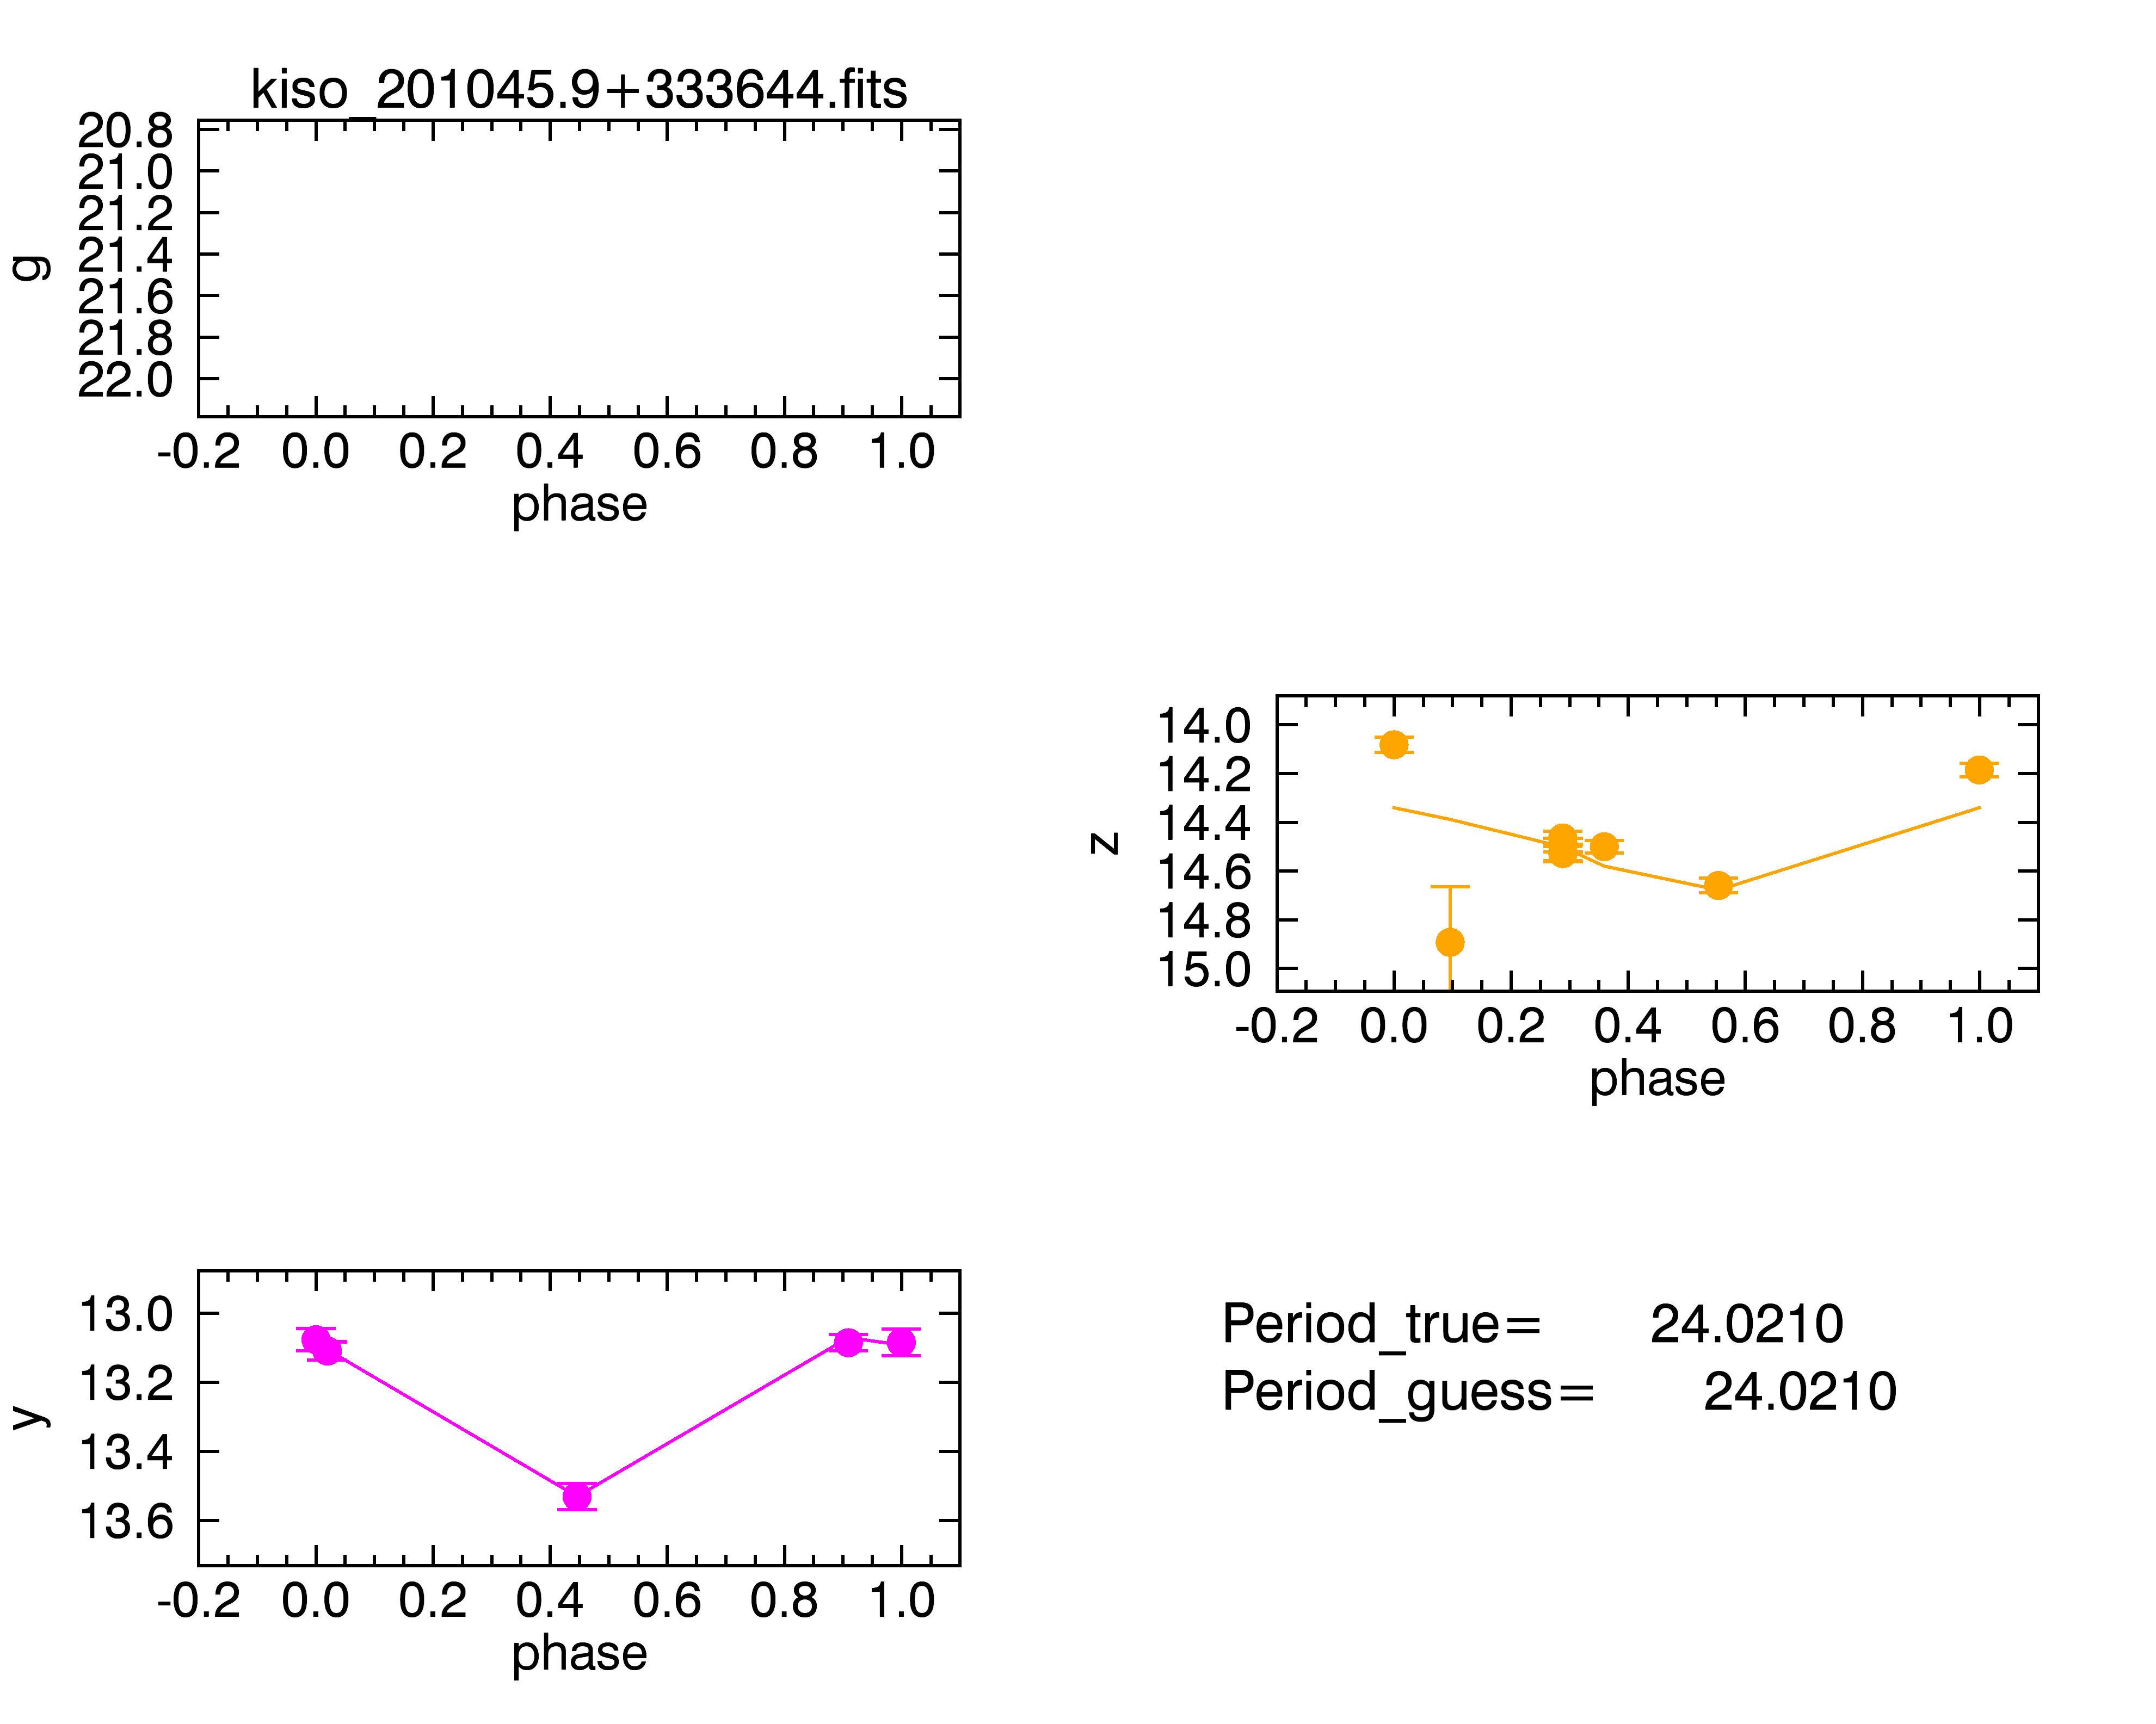 kiso_201045.9+333644.fits
20.8
21.0
21.2
21.4
21.6
21.8
22.0
g
-0.2 0.0 0.2 0.4 0.6 0.8 1.0
phase
14.0
14.2
14.4
14.6
14.8
15.0
z
-0.2 0.0 0.2 0.4 0.6 0.8 1.0
phase
13.0
13.2
13.4
13.6
y
-0.2 0.0 0.2 0.4 0.6 0.8 1.0
phase
Period_true= 24.0210
Period_guess= 24.0210